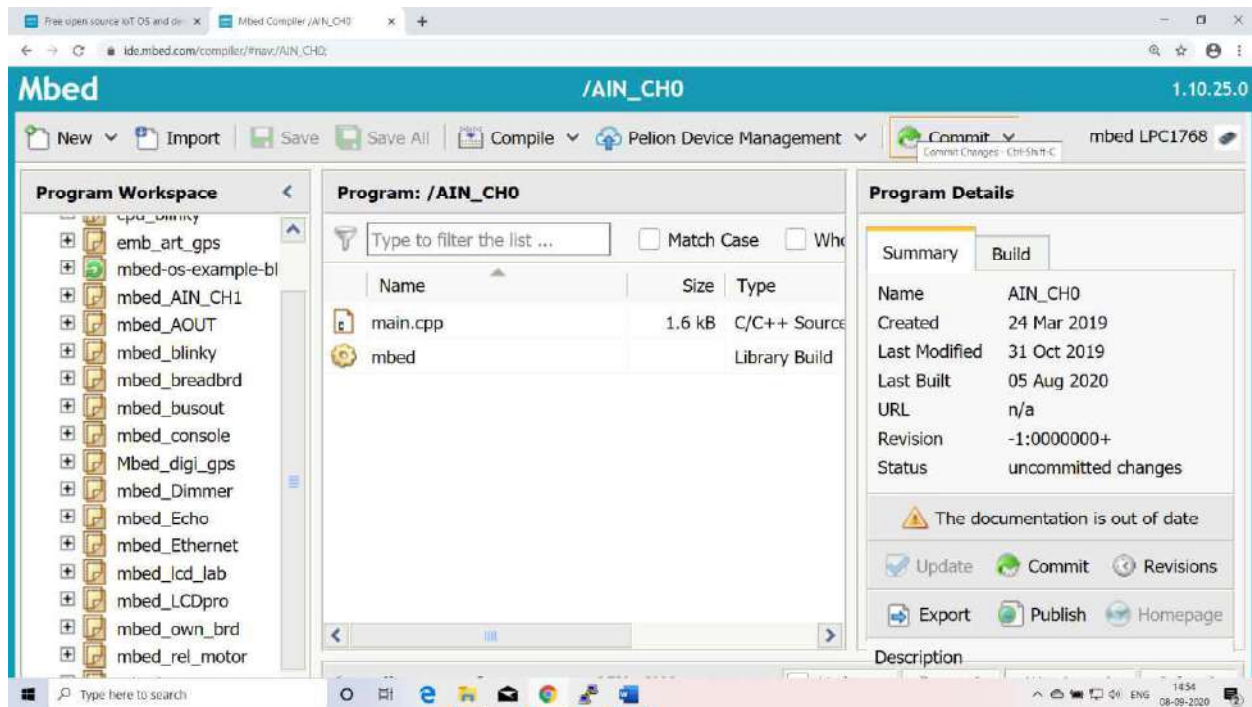 Free open source IoT OS and de
Mbed Compiler /AIN_CH0
ide.mbed.com/compiler/#nav:/AIN_CH0;
Mbed
/AIN_CH0
1.10.25.0
New
Import
Save
Save All
Compile
Pelion Device Management
Commit
Commit Changes - Ctrl-Shift-C
mbed LPC1768
Program Workspace
cpu_blinky
emb_art_gps
mbed-os-example-bl
mbed_AIN_CH1
mbed_AOUT
mbed_blinky
mbed_breadbrd
mbed_busout
mbed_console
Mbed_digi_gps
mbed_Dimmer
mbed_Echo
mbed_Ethernet
mbed_lcd_lab
mbed_LCDpro
mbed_own_brd
mbed_rel_motor
Program: /AIN_CH0
Type to filter the list ...
Match Case
Who
Name Size Type
main.cpp 1.6 kB C/C++ Source
mbed Library Build
Program Details
Summary
Build
Name AIN_CH0
Created 24 Mar 2019
Last Modified 31 Oct 2019
Last Built 05 Aug 2020
URL n/a
Revision -1:0000000+
Status uncommitted changes
The documentation is out of date
Update
Commit
Revisions
Export
Publish
Homepage
Description
Type here to search
ENG
14:54
08-09-2020